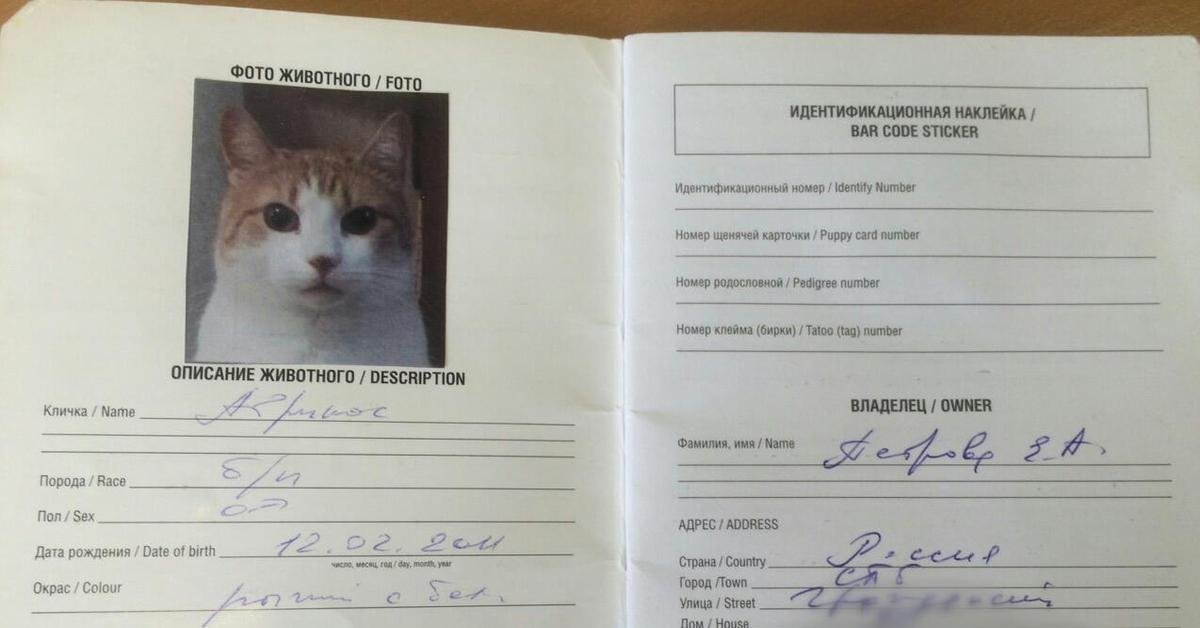 ФОТО ЖИВОТНОГО / FOTO
ОПИСАНИЕ ЖИВОТНОГО / DESCRIPTION
Кличка / Name
Порода / Race б/п
Пол / Sex
Дата рождения / Date of birth 12.02.2011
число, месяц, год / day, month, year
Окрас / Colour рыжий с бел.
ИДЕНТИФИКАЦИОННАЯ НАКЛЕЙКА /
BAR CODE STICKER
Идентификационный номер / Identify Number
Номер щенячей карточки / Puppy card number
Номер родословной / Pedigree number
Номер клейма (бирки) / Tatoo (tag) number
ВЛАДЕЛЕЦ / OWNER
Фамилия, имя / Name Петрова Е.А.
АДРЕС / ADDRESS
Страна / Country Россия
Город /Town СПб
Улица / Street
Дом / House